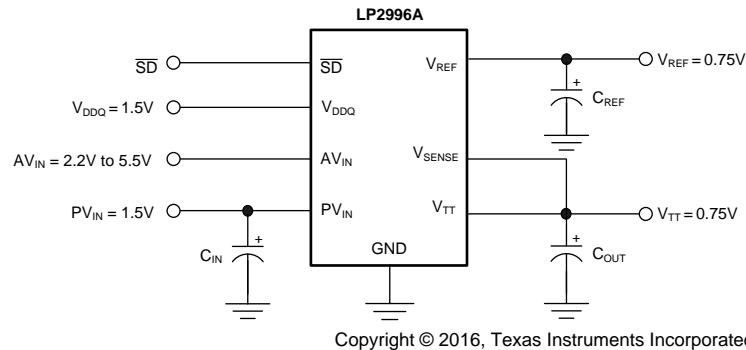 LP2996A
SD
SD
VREF
VREF = 0.75V
+
CREF
VDDQ = 1.5V
VDDQ
AVIN = 2.2V to 5.5V
AVIN
VSENSE
PVIN = 1.5V
PVIN
VTT
VTT = 0.75V
+
CIN
GND
+
COUT
Copyright © 2016, Texas Instruments Incorporated